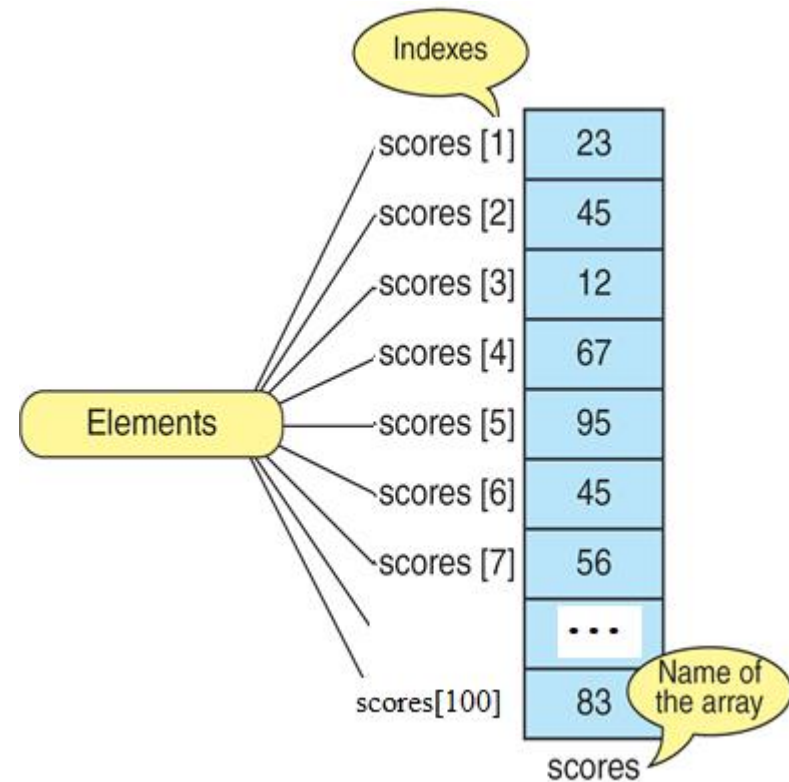 Indexes
scores [1] 23
scores [2] 45
scores [3] 12
scores [4] 67
Elements
scores [5] 95
scores [6] 45
scores [7] 56
...
scores[100] 83
Name of
the array
scores